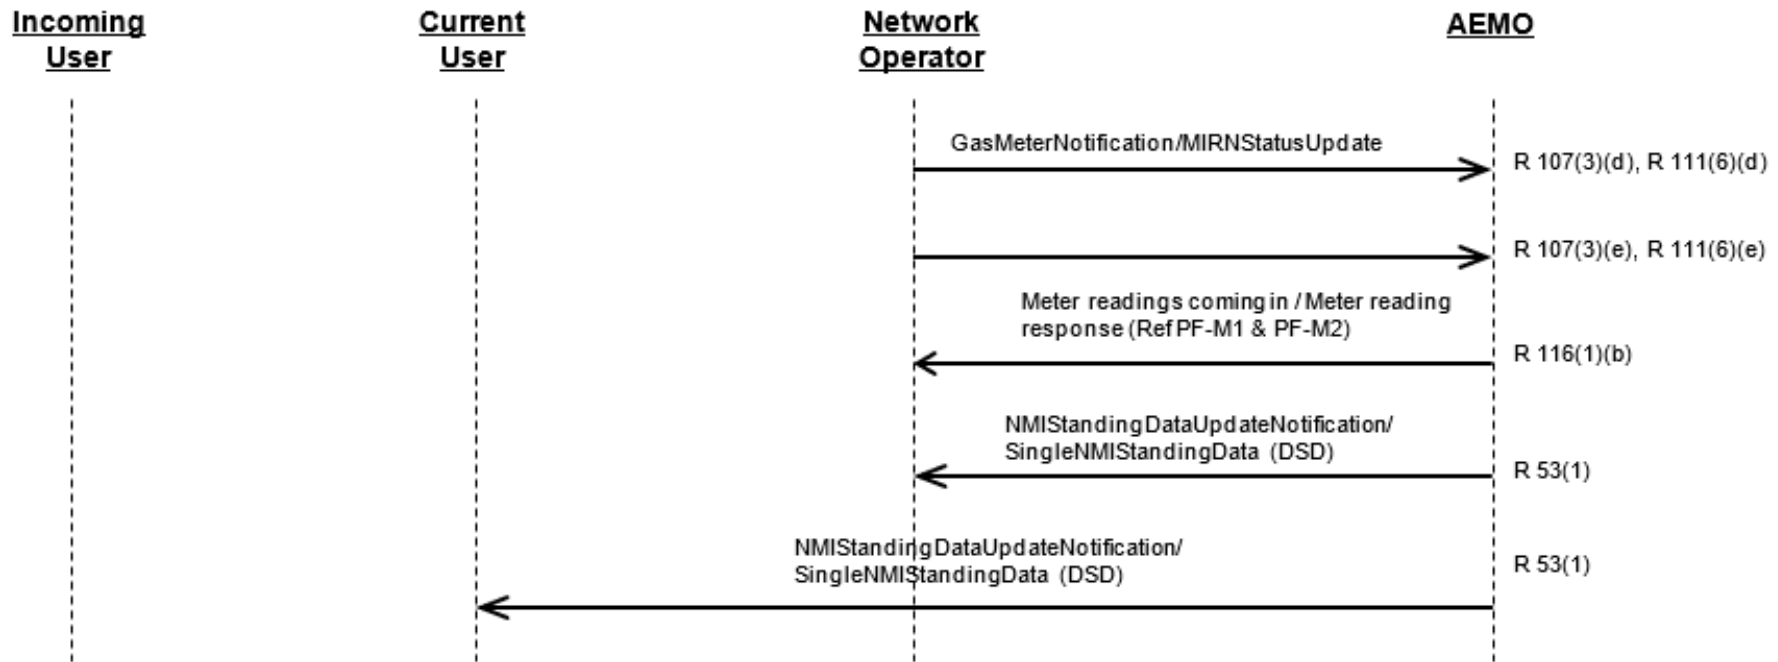 Incoming
User
Current
User
Network
Operator
AEMO
GasMeterNotification/MIRNStatusUpdate
R 107(3)(d), R 111(6)(d)
R 107(3)(e), R 111(6)(e)
Meter readings coming in / Meter reading
response (Ref PF-M1 & PF-M2)
R 116(1)(b)
NMIStandingDataUpdateNotification/
SingleNMIStandingData (DSD)
R 53(1)
NMIStandingDataUpdateNotification/
SingleNMIStandingData (DSD)
R 53(1)